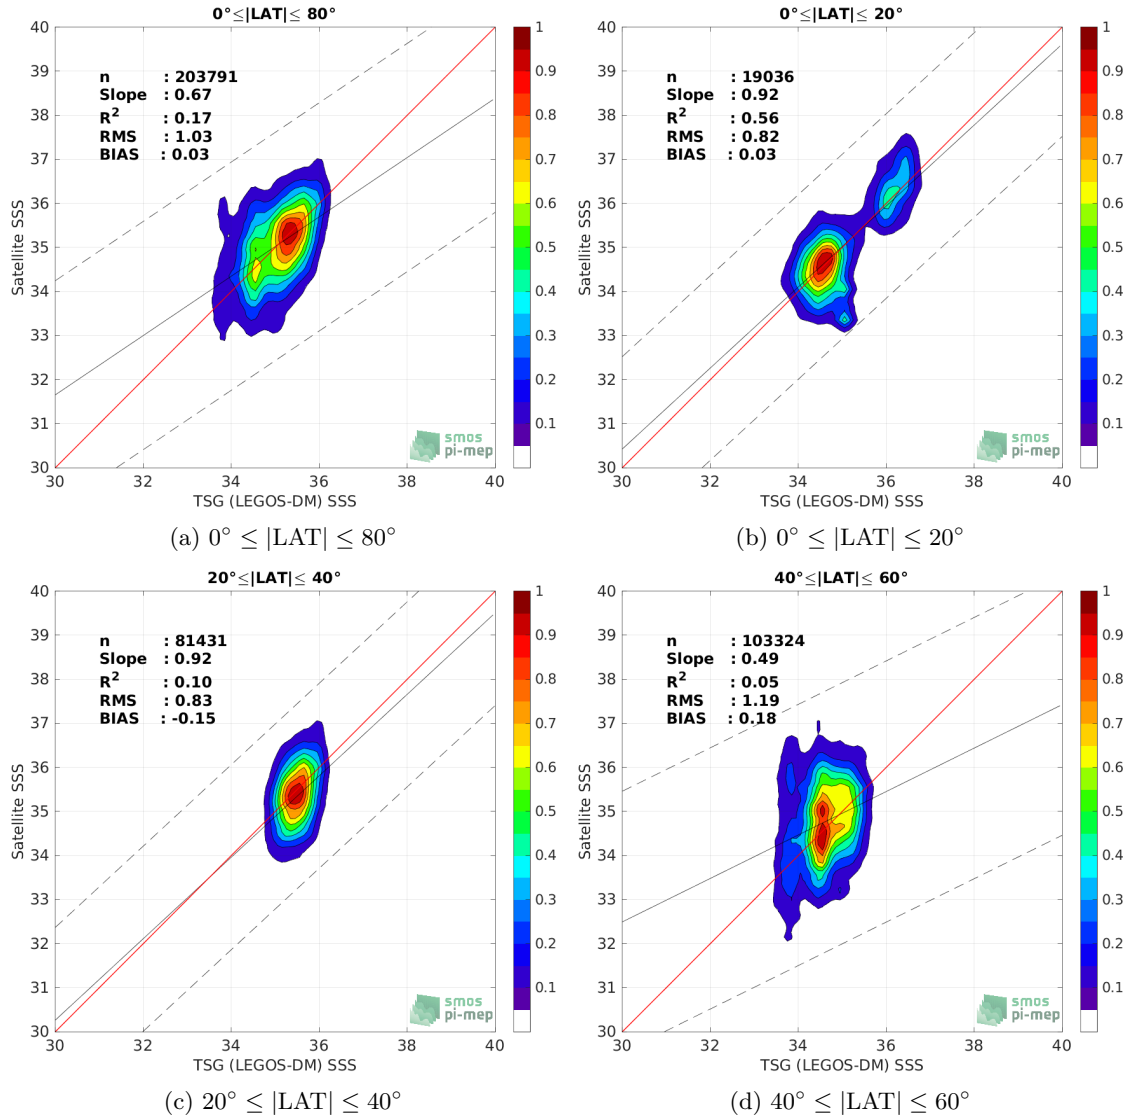 0°≤|LAT|≤ 80°
40
39
38
37
36
35
34
33
32
31
30
Satellite SSS
n : 203791
Slope : 0.67
R² : 0.17
RMS : 1.03
BIAS : 0.03
smos
pi-mep
30 32 34 36 38 40
TSG (LEGOS-DM) SSS
1
0.9
0.8
0.7
0.6
0.5
0.4
0.3
0.2
0.1
(a) 0° ≤ |LAT| ≤ 80°
0°≤|LAT|≤ 20°
40
39
38
37
36
35
34
33
32
31
30
Satellite SSS
n : 19036
Slope : 0.92
R² : 0.56
RMS : 0.82
BIAS : 0.03
smos
pi-mep
30 32 34 36 38 40
TSG (LEGOS-DM) SSS
1
0.9
0.8
0.7
0.6
0.5
0.4
0.3
0.2
0.1
(b) 0° ≤ |LAT| ≤ 20°
20°≤|LAT|≤ 40°
40
39
38
37
36
35
34
33
32
31
30
Satellite SSS
n : 81431
Slope : 0.92
R² : 0.10
RMS : 0.83
BIAS : -0.15
smos
pi-mep
30 32 34 36 38 40
TSG (LEGOS-DM) SSS
1
0.9
0.8
0.7
0.6
0.5
0.4
0.3
0.2
0.1
(c) 20° ≤ |LAT| ≤ 40°
40°≤|LAT|≤ 60°
40
39
38
37
36
35
34
33
32
31
30
Satellite SSS
n : 103324
Slope : 0.49
R² : 0.05
RMS : 1.19
BIAS : 0.18
smos
pi-mep
30 32 34 36 38 40
TSG (LEGOS-DM) SSS
1
0.9
0.8
0.7
0.6
0.5
0.4
0.3
0.2
0.1
(d) 40° ≤ |LAT| ≤ 60°